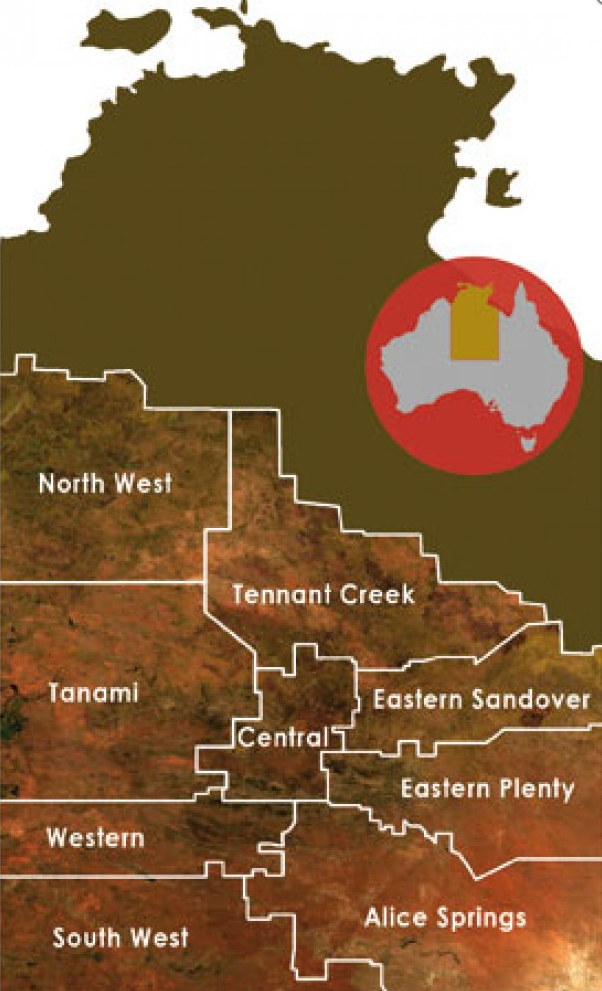 North West
Tennant Creek
Tanami
Eastern Sandover
Central
Eastern Plenty
Western
Alice Springs
South West